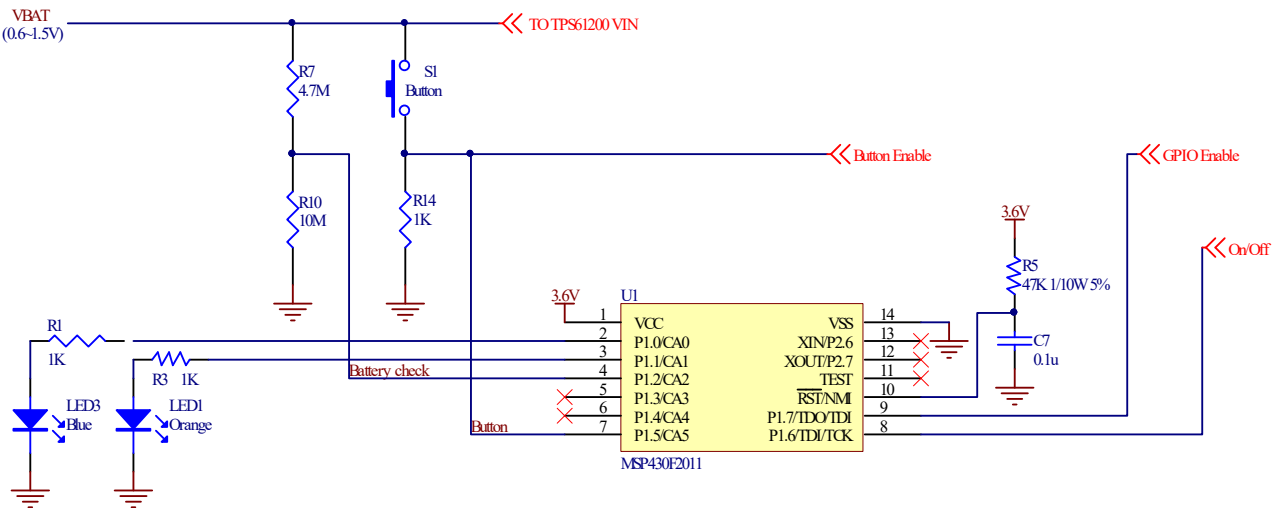 VBAT
(0.6~1.5V)
TO TPS61200 VIN
R7
4.7M
S1
Button
Button Enable
GPIO Enable
R10
10M
R14
1K
3.6V
On/Off
R5
47K 1/10W 5%
C7
0.1u
3.6V
U1
1 VCC VSS 14
2 P1.0/CA0 XIN/P2.6 13
3 P1.1/CA1 XOUT/P2.7 12
4 P1.2/CA2 TEST 11
5 P1.3/CA3 RST/NMI 10
6 P1.4/CA4 P1.7/TDO/TDI 9
7 P1.5/CA5 P1.6/TDI/TCK 8
MSP430F2011
R1
1K
R3 1K
Battery check
Button
LED3
Blue
LED1
Orange